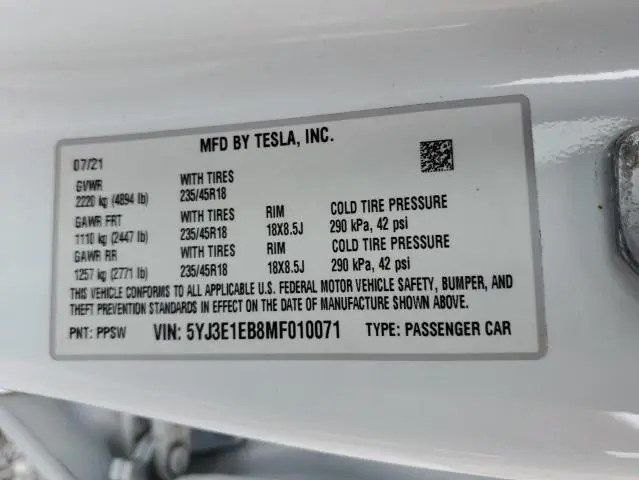 MFD BY TESLA, INC.
07/21
GVWR WITH TIRES
2220 kg (4894 lb) 235/45R18
GAWR FRT WITH TIRES RIM COLD TIRE PRESSURE
1110 kg (2447 lb) 235/45R18 18X8.5J 290 kPa, 42 psi
GAWR RR WITH TIRES RIM COLD TIRE PRESSURE
1257 kg (2771 lb) 235/45R18 18X8.5J 290 kPa, 42 psi
THIS VEHICLE CONFORMS TO ALL APPLICABLE U.S. FEDERAL MOTOR VEHICLE SAFETY, BUMPER, AND
THEFT PREVENTION STANDARDS IN EFFECT ON THE DATE OF MANUFACTURE SHOWN ABOVE.
PNT: PPSW VIN: 5YJ3E1EB8MF010071 TYPE: PASSENGER CAR